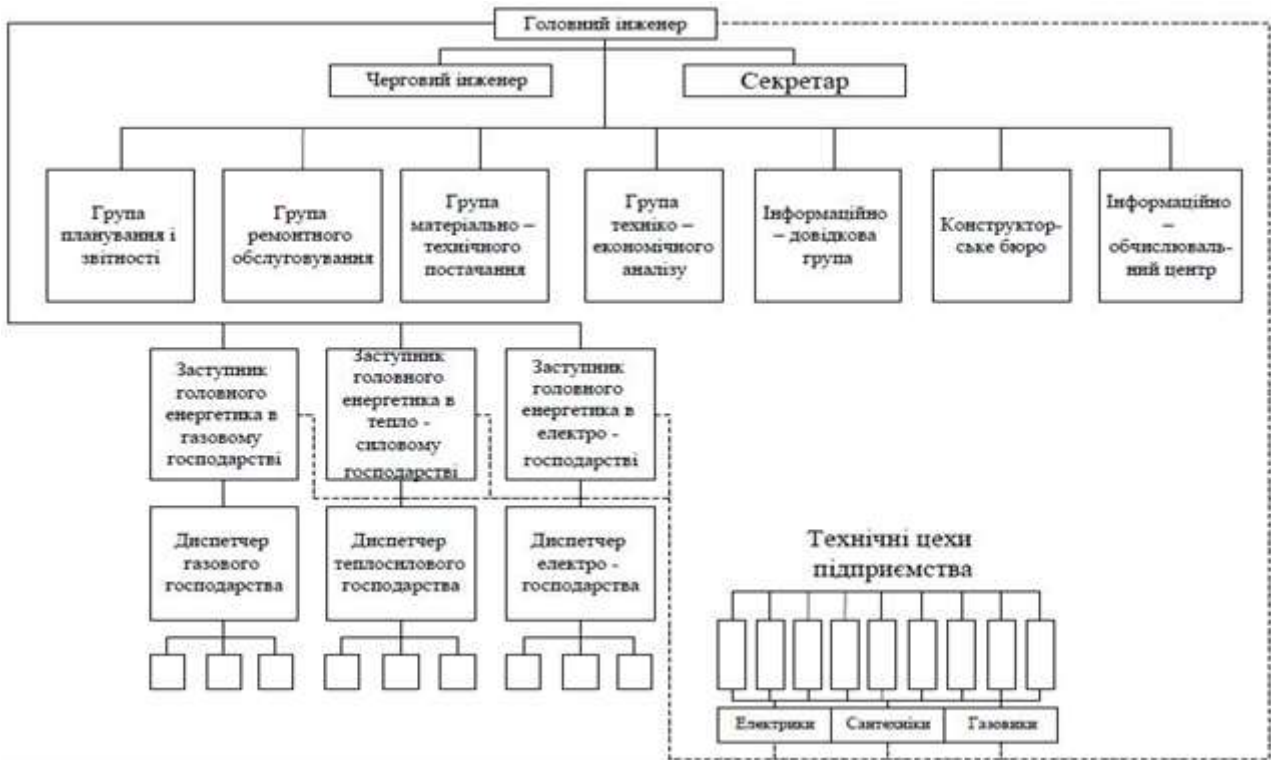 Головний інженер
Черговий інженер
Секретар
Група
планування і
звітності
Група
ремонтного
обслуговування
Група
матеріально –
технічного
постачання
Група
техніко –
економічного
аналізу
Інформаційно
– довідкова
група
Конструктор-
ське бюро
Інформаційно
–
обчислюваль-
ний центр
Заступник
головного
енергетика в
газовому
господарстві
Заступник
головного
енергетика в
тепло -
силовому
господарстві
Заступник
головного
енергетика в
електро -
господарстві
Диспетчер
газового
господарства
Диспетчер
теплосилового
господарства
Диспетчер
електро -
господарства
Технічні цехи
підприємства
Електрики
Сантехніки
Газовики